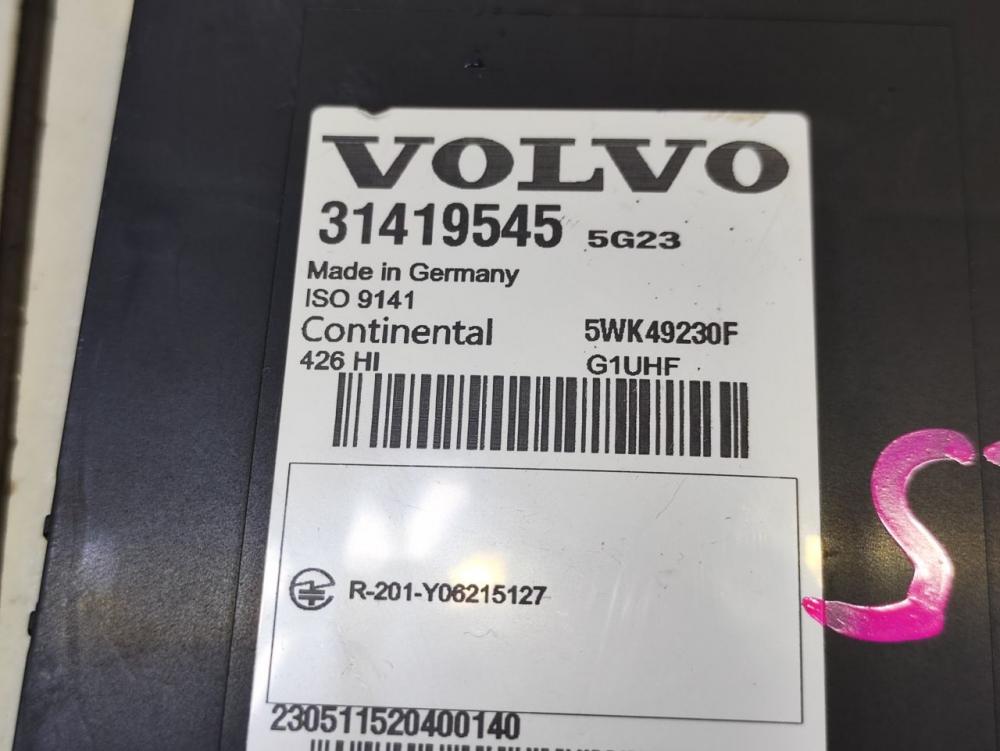 VOLVO
31419545 5G23
Made in Germany
ISO 9141
Continental 5WK49230F
426 HI G1UHF
R-201-Y06215127
230511520400140